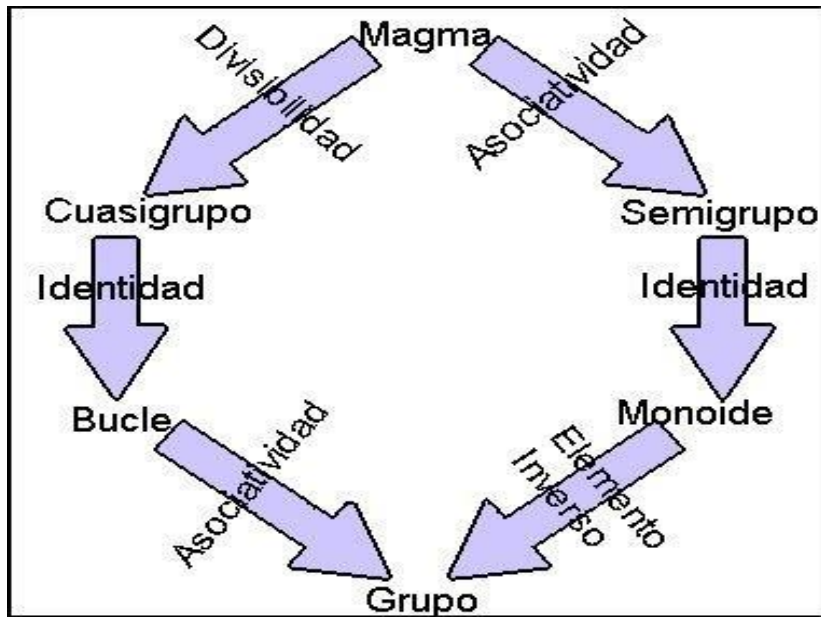 Magma
Divisibilidad
Asociatividad
Cuasigrupo
Semigrupo
Identidad
Identidad
Bucle
Monoide
Asociatividad
Elemento
Inverso
Grupo